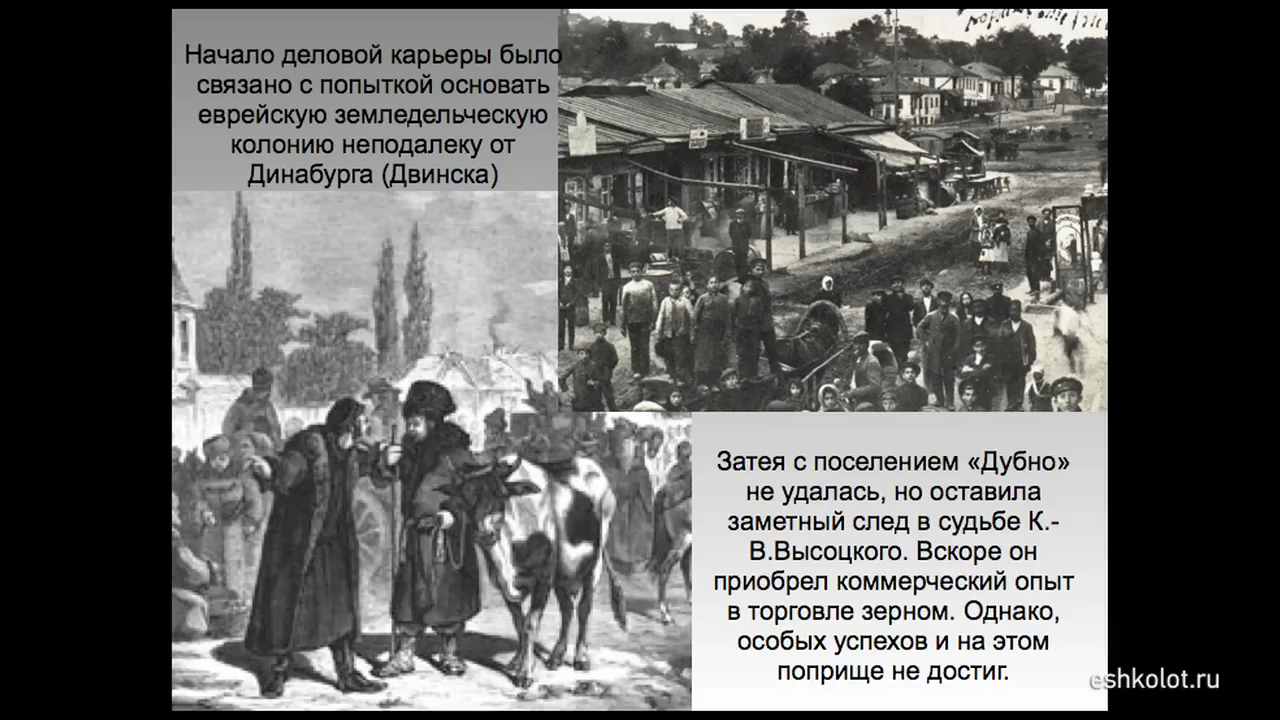 Начало деловой карьеры было
связано с попыткой основать
еврейскую земледельческую
колонию неподалеку от
Динабурга (Двинска)
Затея с поселением «Дубно»
не удалась, но оставила
заметный след в судьбе К.-
В.Высоцкого. Вскоре он
приобрел коммерческий опыт
в торговле зерном. Однако,
особых успехов и на этом
поприще не достиг.
eshkolot.ru